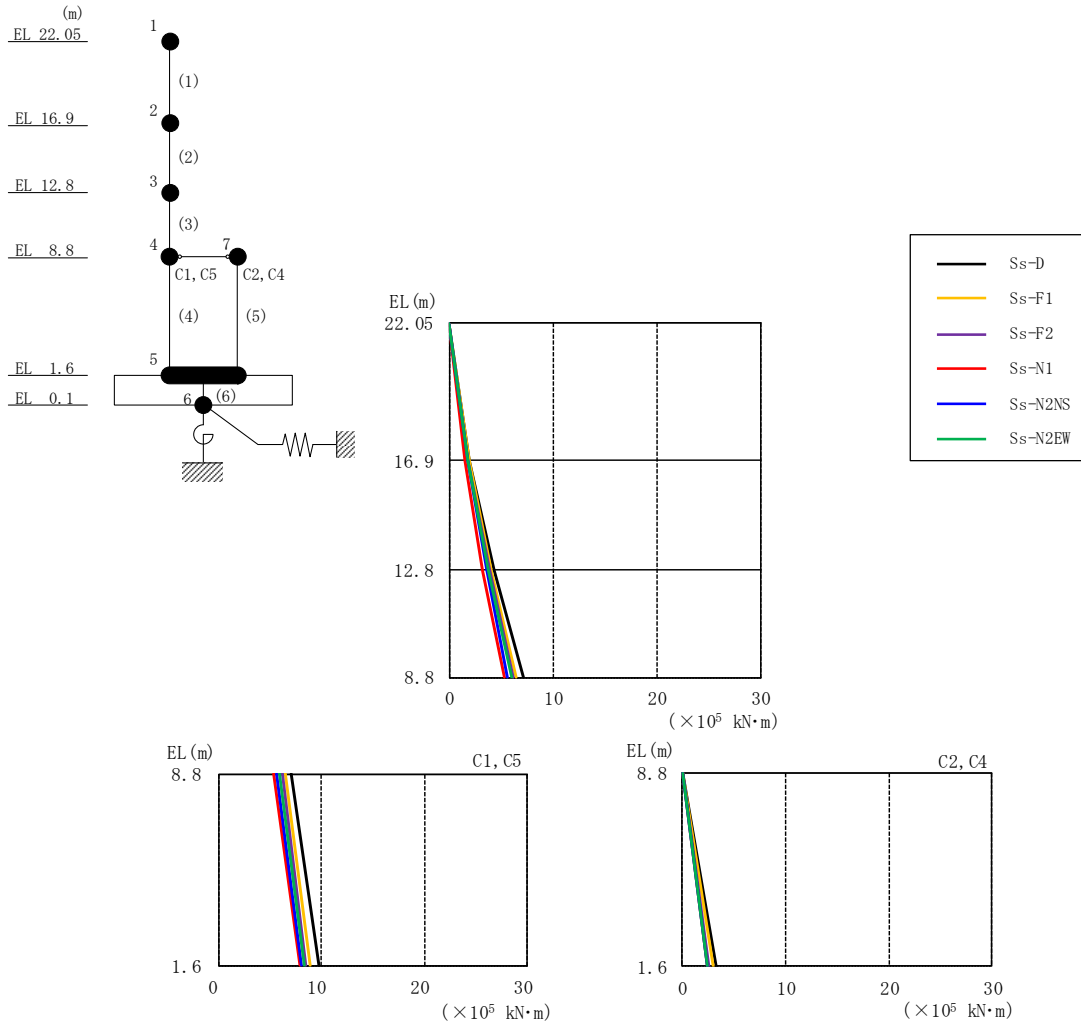 (m)
EL 22.05
EL 16.9
EL 12.8
EL 8.8
EL 1.6
EL 0.1
1
(1)
2
(2)
3
(3)
4
7
C1, C5
C2, C4
(4)
(5)
5
6
(6)
Ss-D
Ss-F1
Ss-F2
Ss-N1
Ss-N2NS
Ss-N2EW
EL(m)
22.05
16.9
12.8
8.8
0
10
20
30
(×10⁵ kN・m)
EL(m)
C1, C5
8.8
1.6
0
10
20
30
(×10⁵ kN・m)
EL(m)
C2, C4
8.8
1.6
0
10
20
30
(×10⁵ kN・m)